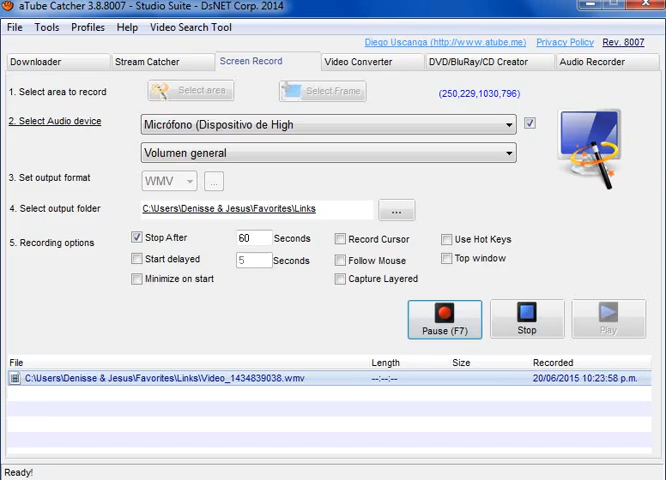 aTube Catcher 3.8.8007 - Studio Suite - DsNET Corp. 2014
File Tools Profiles Help Video Search Tool
Diego Uscanga (http://www.atube.me) Privacy Policy Rev. 8007
Downloader Stream Catcher Screen Record Video Converter DVD/BluRay/CD Creator Audio Recorder
1. Select area to record Select area Select Frame (250,229,1030,796)
2. Select Audio device Micrófono (Dispositivo de High
Volumen general
3. Set output format WMV ...
4. Select output folder C:\Users\Denisse & Jesus\Favorites\Links ...
5. Recording options Stop After 60 Seconds Record Cursor Use Hot Keys
Start delayed 5 Seconds Follow Mouse Top window
Minimize on start Capture Layered
Pause (F7) Stop Play
File Length Size Recorded
C:\Users\Denisse & Jesus\Favorites\Links\Video_1434839038.wmv --:--:-- 20/06/2015 10:23:58 p.m.
Ready!